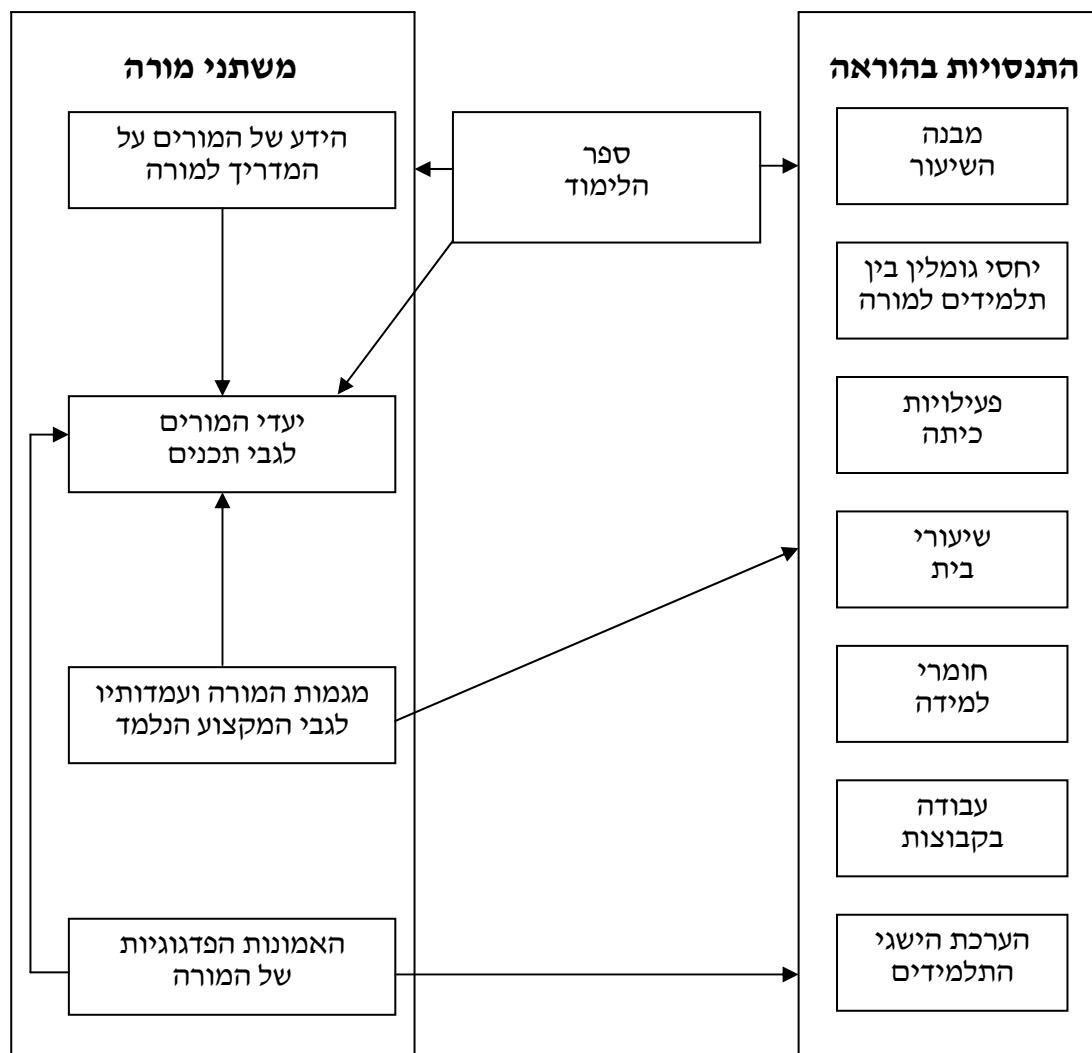 משתני מורה
הידע של המורים על
המדריך למורה
יעדי המורים
לגבי תכנים
מגמות המורה ועמדותיו
לגבי המקצוע הנלמד
האמונות הפדגוגיות
של המורה
ספר
הלימוד
התנסויות בהוראה
מבנה
השיעור
יחסי גומלין בין
תלמידים למורה
פעילויות
כיתה
שיעורי
בית
חומרי
למידה
עבודה
בקבוצות
הערכת הישגי
התלמידים